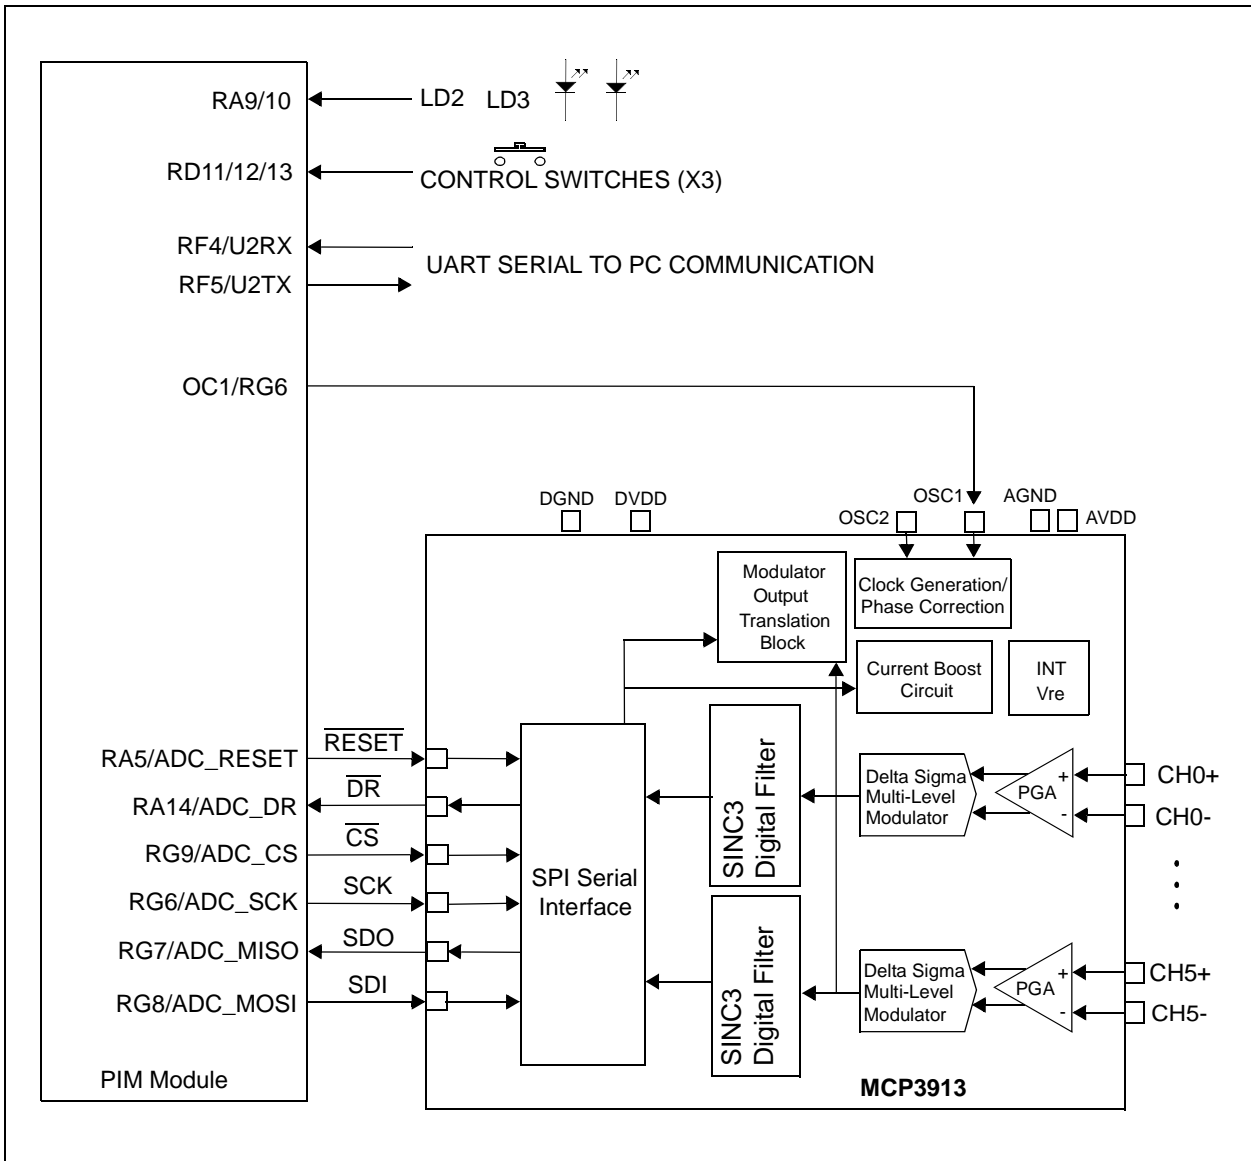 RA9/10
LD2 LD3
RD11/12/13
CONTROL SWITCHES (X3)
RF4/U2RX
UART SERIAL TO PC COMMUNICATION
RF5/U2TX
OC1/RG6
DGND DVDD
OSC2 OSC1 AGND AVDD
Modulator
Output
Translation
Block
Clock Generation/
Phase Correction
Current Boost
Circuit
INT
Vre
RA5/ADC_RESET RESET
RA14/ADC_DR DR
RG9/ADC_CS CS
RG6/ADC_SCK SCK
RG7/ADC_MISO SDO
RG8/ADC_MOSI SDI
SPI Serial
Interface
SINC3
Digital Filter
Delta Sigma
Multi-Level
Modulator
+
PGA
-
CH0+
CH0-
SINC3
Digital Filter
Delta Sigma
Multi-Level
Modulator
+
PGA
-
CH5+
CH5-
PIM Module
MCP3913